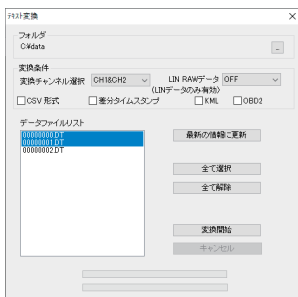 テキスト変換
フォルダ
C:¥data
...
変換条件
変換チャンネル選択 CH1&CH2 LIN RAWデータ OFF
(LINデータのみ有効)
CSV 形式 差分タイムスタンプ KML OBD2
データファイルリスト
00000000.DT
00000001.DT
00000002.DT
最新の情報に更新
全て選択
全て解除
変換開始
キャンセル